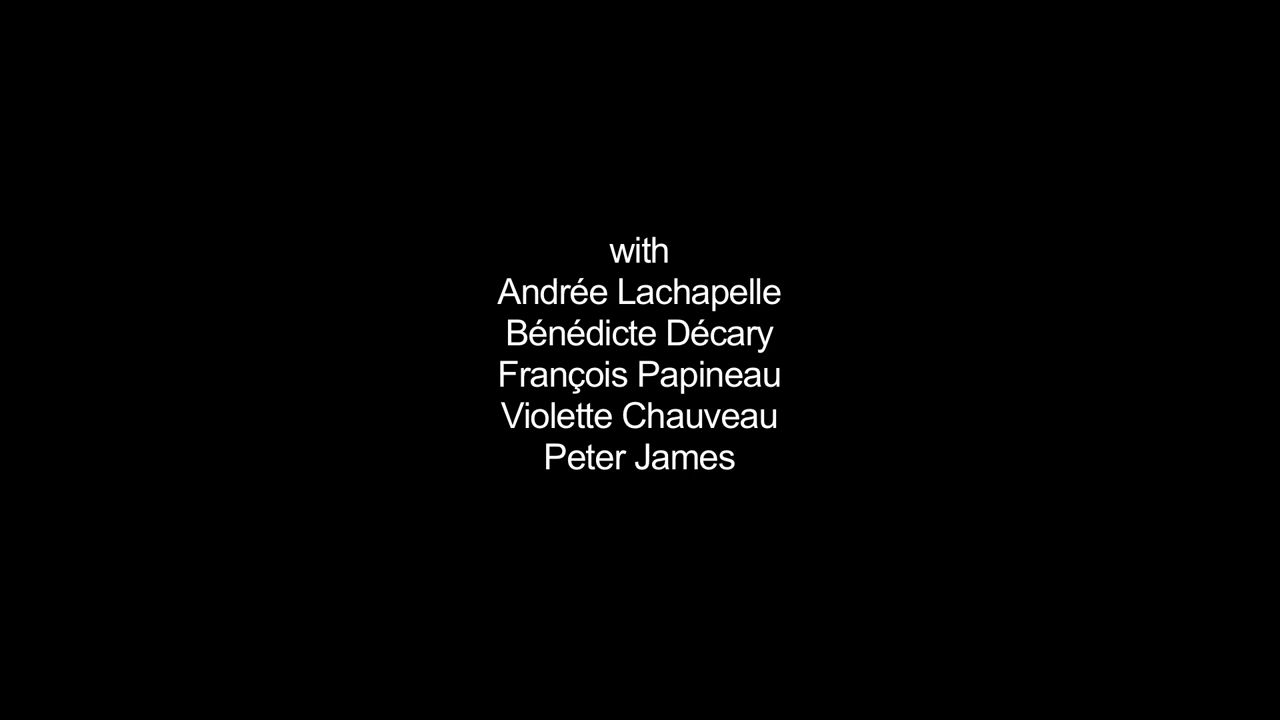 with
Andrée Lachapelle
Bénédicte Décary
François Papineau
Violette Chauveau
Peter James